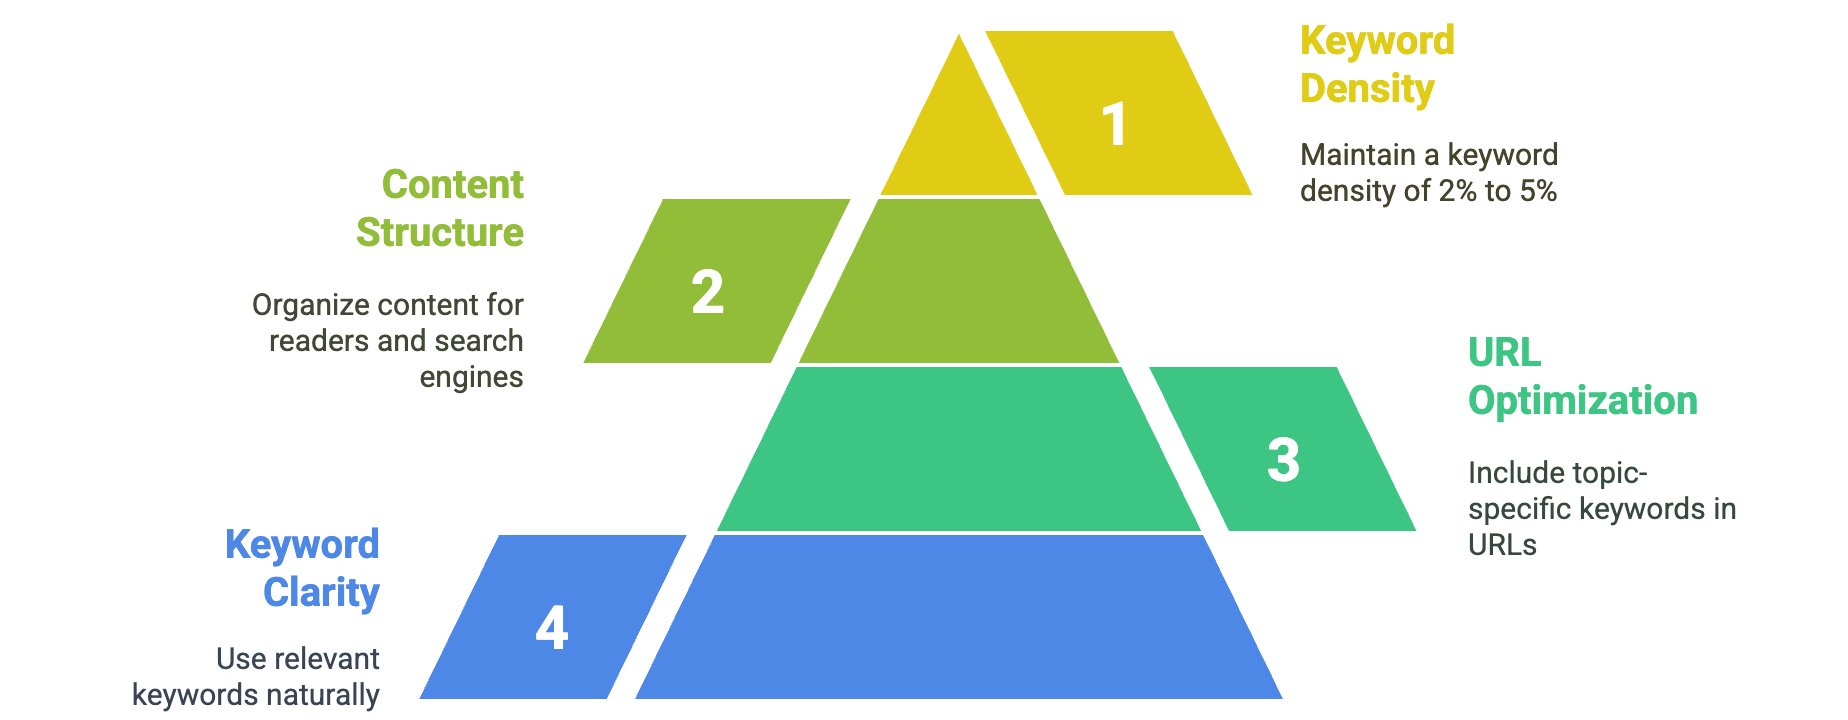 Keyword
Density
1
Maintain a keyword
density of 2% to 5%
Content
Structure
2
Organize content for
readers and search
engines
URL
Optimization
3
Include topic-
specific keywords in
URLs
Keyword
Clarity
4
Use relevant
keywords naturally